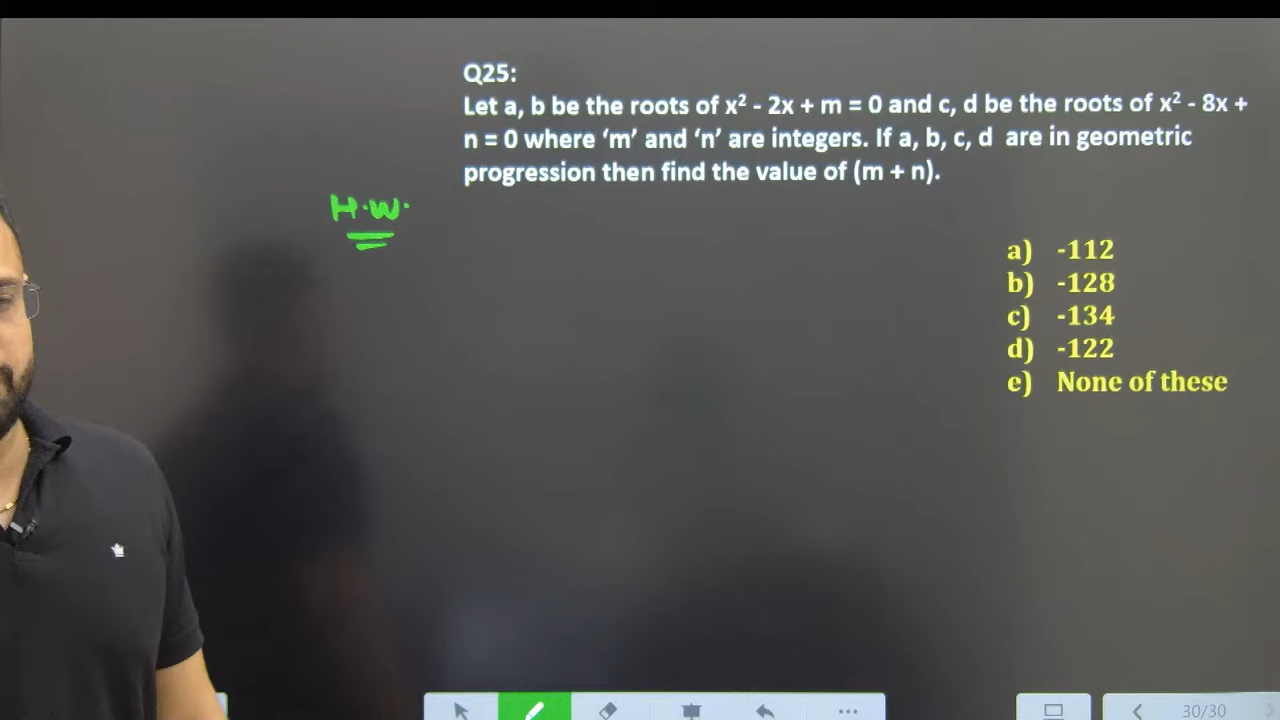 Q25:
Let a, b be the roots of x² - 2x + m = 0 and c, d be the roots of x² - 8x +
n = 0 where ‘m’ and ‘n’ are integers. If a, b, c, d are in geometric
progression then find the value of (m + n).
H.W.
a) -112
b) -128
c) -134
d) -122
e) None of these
30/30